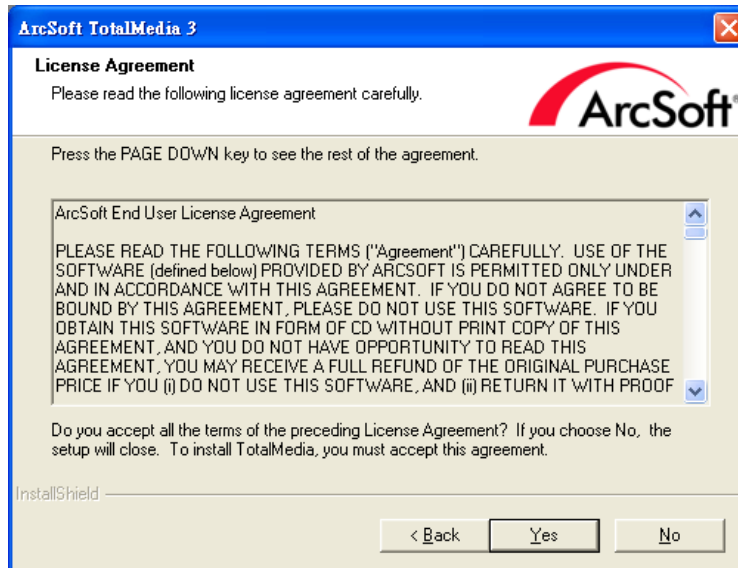 ArcSoft TotalMedia 3
License Agreement
Please read the following license agreement carefully.
ArcSoft®
Press the PAGE DOWN key to see the rest of the agreement.
ArcSoft End User License Agreement
PLEASE READ THE FOLLOWING TERMS ("Agreement") CAREFULLY.  USE OF THE
SOFTWARE (defined below) PROVIDED BY ARCSOFT IS PERMITTED ONLY UNDER
AND IN ACCORDANCE WITH THIS AGREEMENT.  IF YOU DO NOT AGREE TO BE
BOUND BY THIS AGREEMENT, PLEASE DO NOT USE THIS SOFTWARE.  IF YOU
OBTAIN THIS SOFTWARE IN FORM OF CD WITHOUT PRINT COPY OF THIS
AGREEMENT, AND YOU DO NOT HAVE OPPORTUNITY TO READ THIS
AGREEMENT, YOU MAY RECEIVE A FULL REFUND OF THE ORIGINAL PURCHASE
PRICE IF YOU (i) DO NOT USE THIS SOFTWARE, AND (ii) RETURN IT WITH PROOF
Do you accept all the terms of the preceding License Agreement?  If you choose No,  the
setup will close.  To install TotalMedia, you must accept this agreement.
InstallShield
< Back
Yes
No